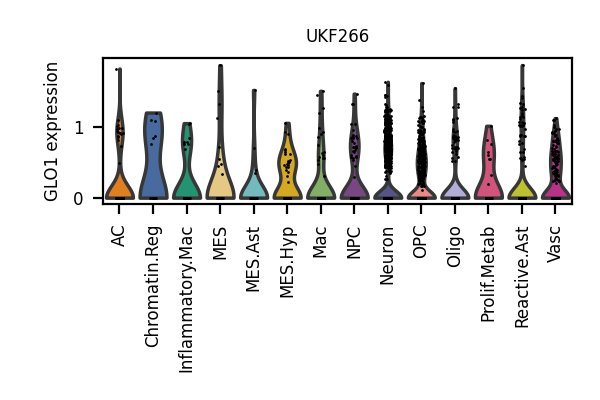 UKF266
GLO1 expression
1
0
AC
Chromatin.Reg
Inflammatory.Mac
MES
MES.Ast
MES.Hyp
Mac
NPC
Neuron
OPC
Oligo
Prolif.Metab
Reactive.Ast
Vasc